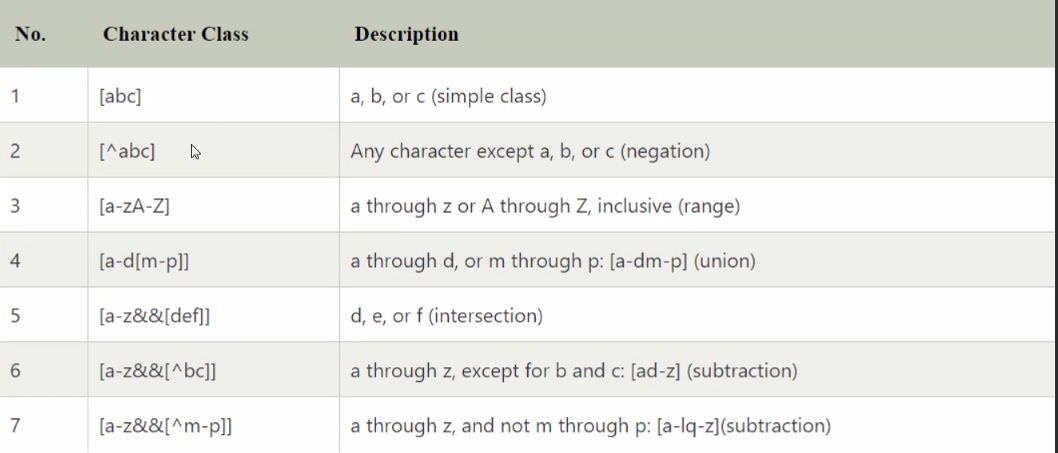 No. Character Class Description
1 [abc] a, b, or c (simple class)
2 [^abc] Any character except a, b, or c (negation)
3 [a-zA-Z] a through z or A through Z, inclusive (range)
4 [a-d[m-p]] a through d, or m through p: [a-dm-p] (union)
5 [a-z&&[def]] d, e, or f (intersection)
6 [a-z&&[^bc]] a through z, except for b and c: [ad-z] (subtraction)
7 [a-z&&[^m-p]] a through z, and not m through p: [a-lq-z](subtraction)